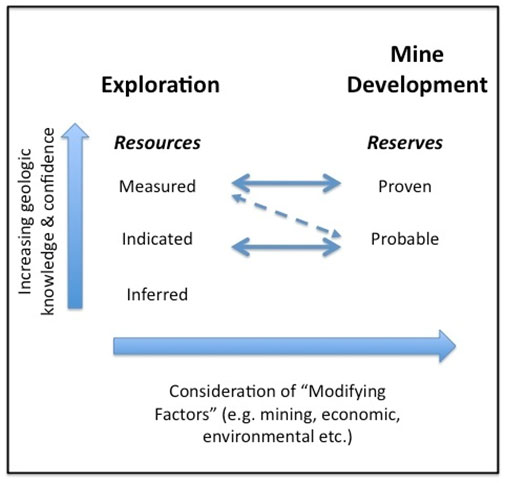 Exploration
Mine
Development
Increasing geologic
knowledge & confidence
Resources
Reserves
Measured
Proven
Indicated
Probable
Inferred
Consideration of “Modifying
Factors” (e.g. mining, economic,
environmental etc.)